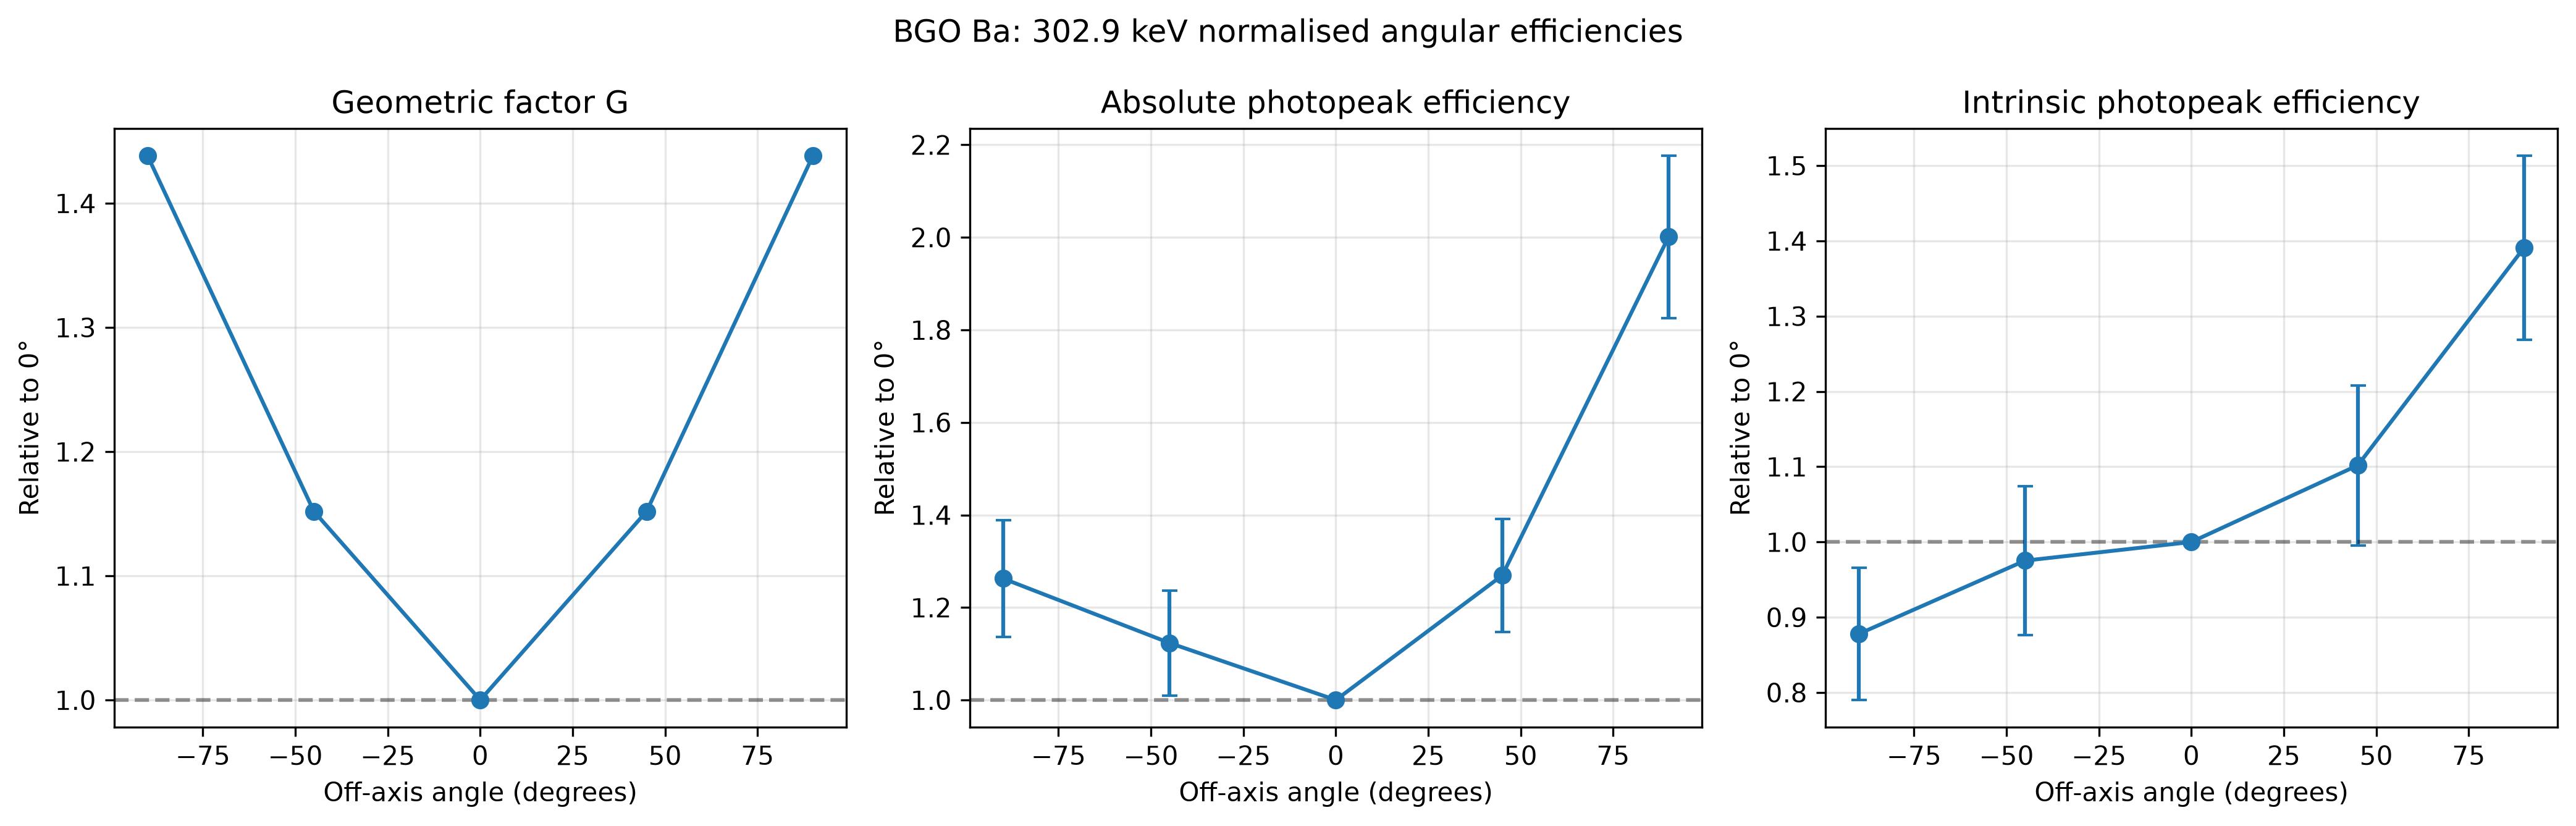 BGO Ba: 302.9 keV normalised angular efficiencies
Geometric factor G
Relative to 0°
1.4
1.3
1.2
1.1
1.0
−75 −50 −25 0 25 50 75
Off-axis angle (degrees)
Absolute photopeak efficiency
Relative to 0°
2.2
2.0
1.8
1.6
1.4
1.2
1.0
−75 −50 −25 0 25 50 75
Off-axis angle (degrees)
Intrinsic photopeak efficiency
Relative to 0°
1.5
1.4
1.3
1.2
1.1
1.0
0.9
0.8
−75 −50 −25 0 25 50 75
Off-axis angle (degrees)